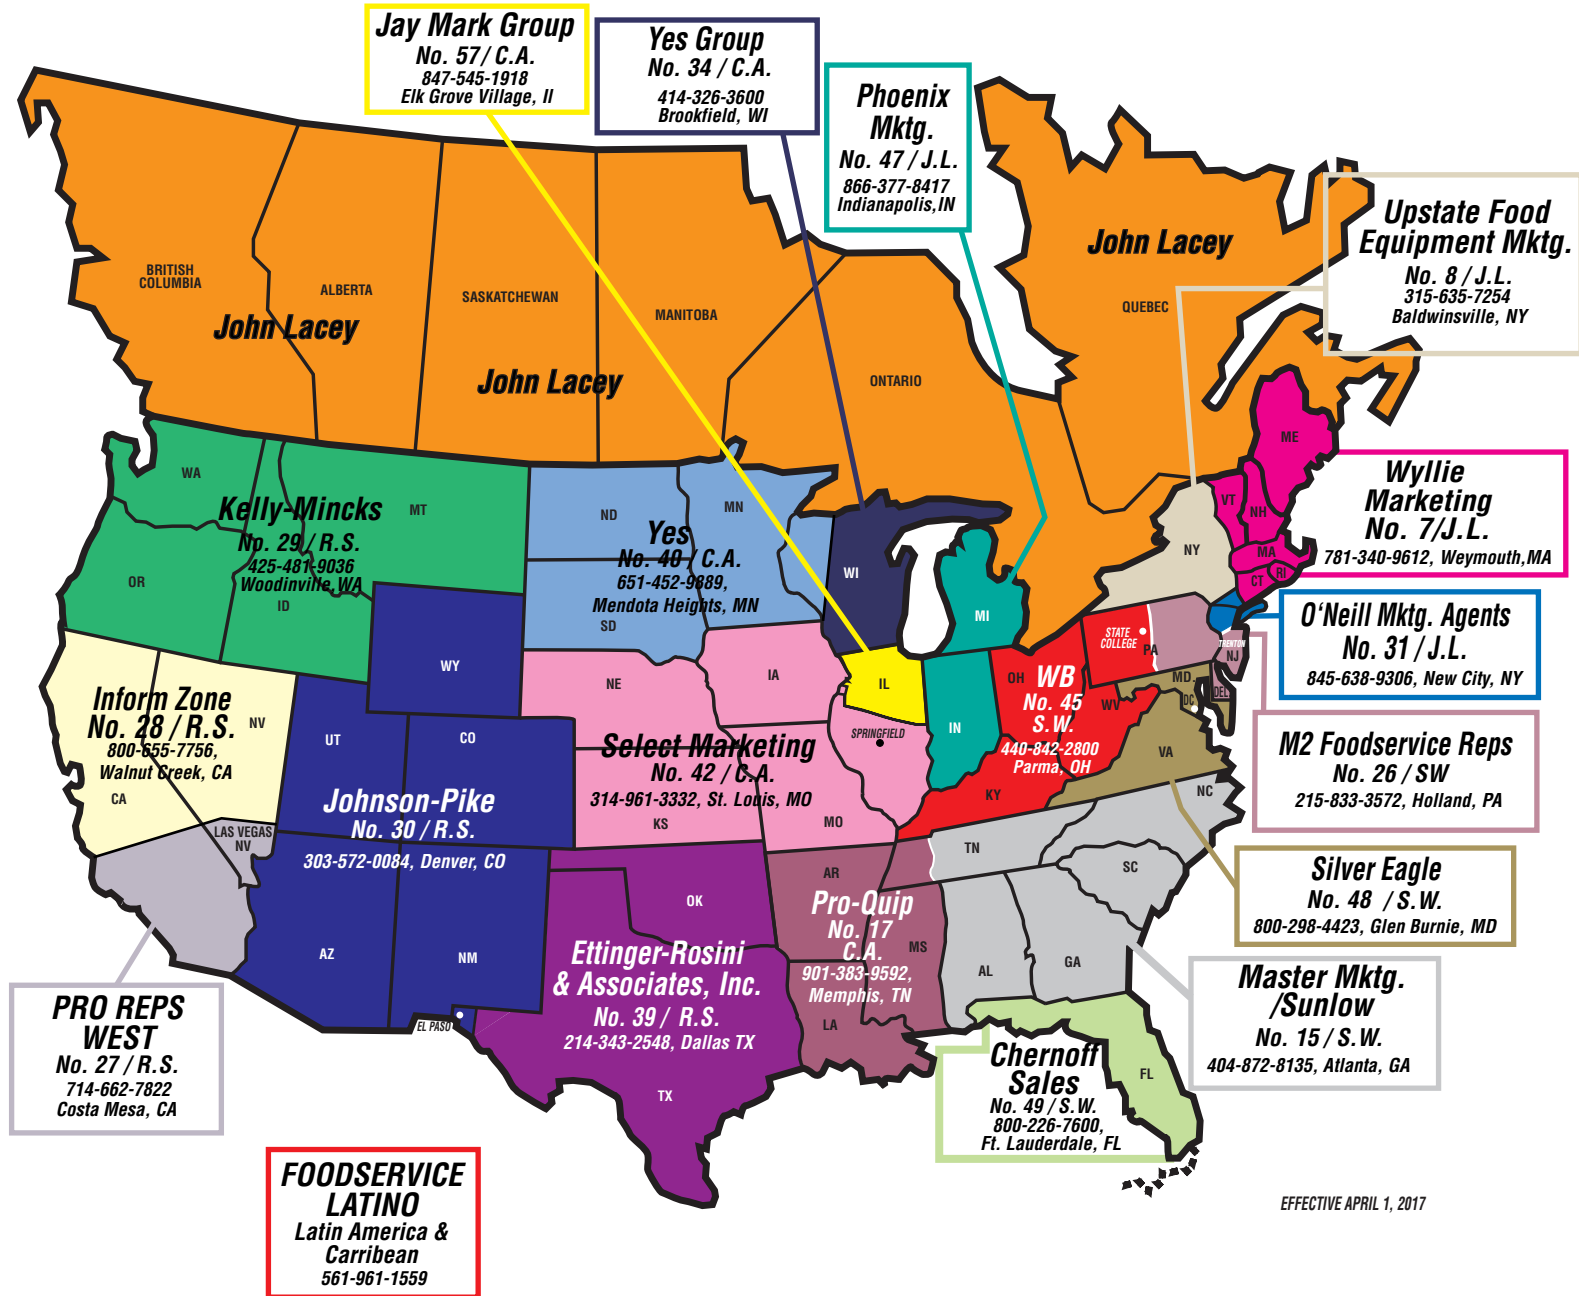 Jay Mark Group
No. 57 / C.A.
847-545-1918
Elk Grove Village, Il
Yes Group
No. 34 / C.A.
414-326-3600
Brookfield, WI
Phoenix
Mktg.
No. 47 / J.L.
866-377-8417
Indianapolis,IN
Upstate Food
Equipment Mktg.
No. 8 / J.L.
315-635-7254
Baldwinsville, NY
John Lacey
BRITISH
COLUMBIA
ALBERTA
SASKATCHEWAN
MANITOBA
QUEBEC
John Lacey
John Lacey
ONTARIO
ME
WA
MT
Kelly-Mincks
No. 29 / R.S.
425-481-9036
Woodinville,WA
OR
ID
ND
MN
Yes
No. 40 / C.A.
651-452-9889,
Mendota Heights, MN
SD
WI
MI
NY
VT
NH
MA
CT
RI
Wyllie
Marketing
No. 7/J.L.
781-340-9612, Weymouth,MA
O'Neill Mktg. Agents
No. 31 / J.L.
845-638-9306, New City, NY
STATE
COLLEGE
PA
TRENTON
NJ
MD.
DC
DEL
WY
Inform Zone
No. 28 / R.S.
800-655-7756,
Walnut Creek, CA
NV
CA
LAS VEGAS
NV
UT
CO
Johnson-Pike
No. 30 / R.S.
303-572-0084, Denver, CO
AZ
NM
NE
IA
IL
SPRINGFIELD
Select Marketing
No. 42 / C.A.
314-961-3332, St. Louis, MO
KS
MO
IN
OH
WB
No. 45
S.W.
440-842-2800
Parma, OH
WV
KY
VA
M2 Foodservice Reps
No. 26 / SW
215-833-3572, Holland, PA
NC
TN
SC
AL
GA
Silver Eagle
No. 48 / S.W.
800-298-4423, Glen Burnie, MD
OK
AR
Pro-Quip
No. 17
C.A.
901-383-9592,
Memphis, TN
MS
LA
Ettinger-Rosini
& Associates, Inc.
No. 39 / R.S.
214-343-2548, Dallas TX
TX
EL PASO
Master Mktg.
/Sunlow
No. 15 / S.W.
404-872-8135, Atlanta, GA
PRO REPS
WEST
No. 27 / R.S.
714-662-7822
Costa Mesa, CA
Chernoff
Sales
No. 49 / S.W.
800-226-7600,
Ft. Lauderdale, FL
FL
FOODSERVICE
LATINO
Latin America &
Carribean
561-961-1559
EFFECTIVE APRIL 1, 2017